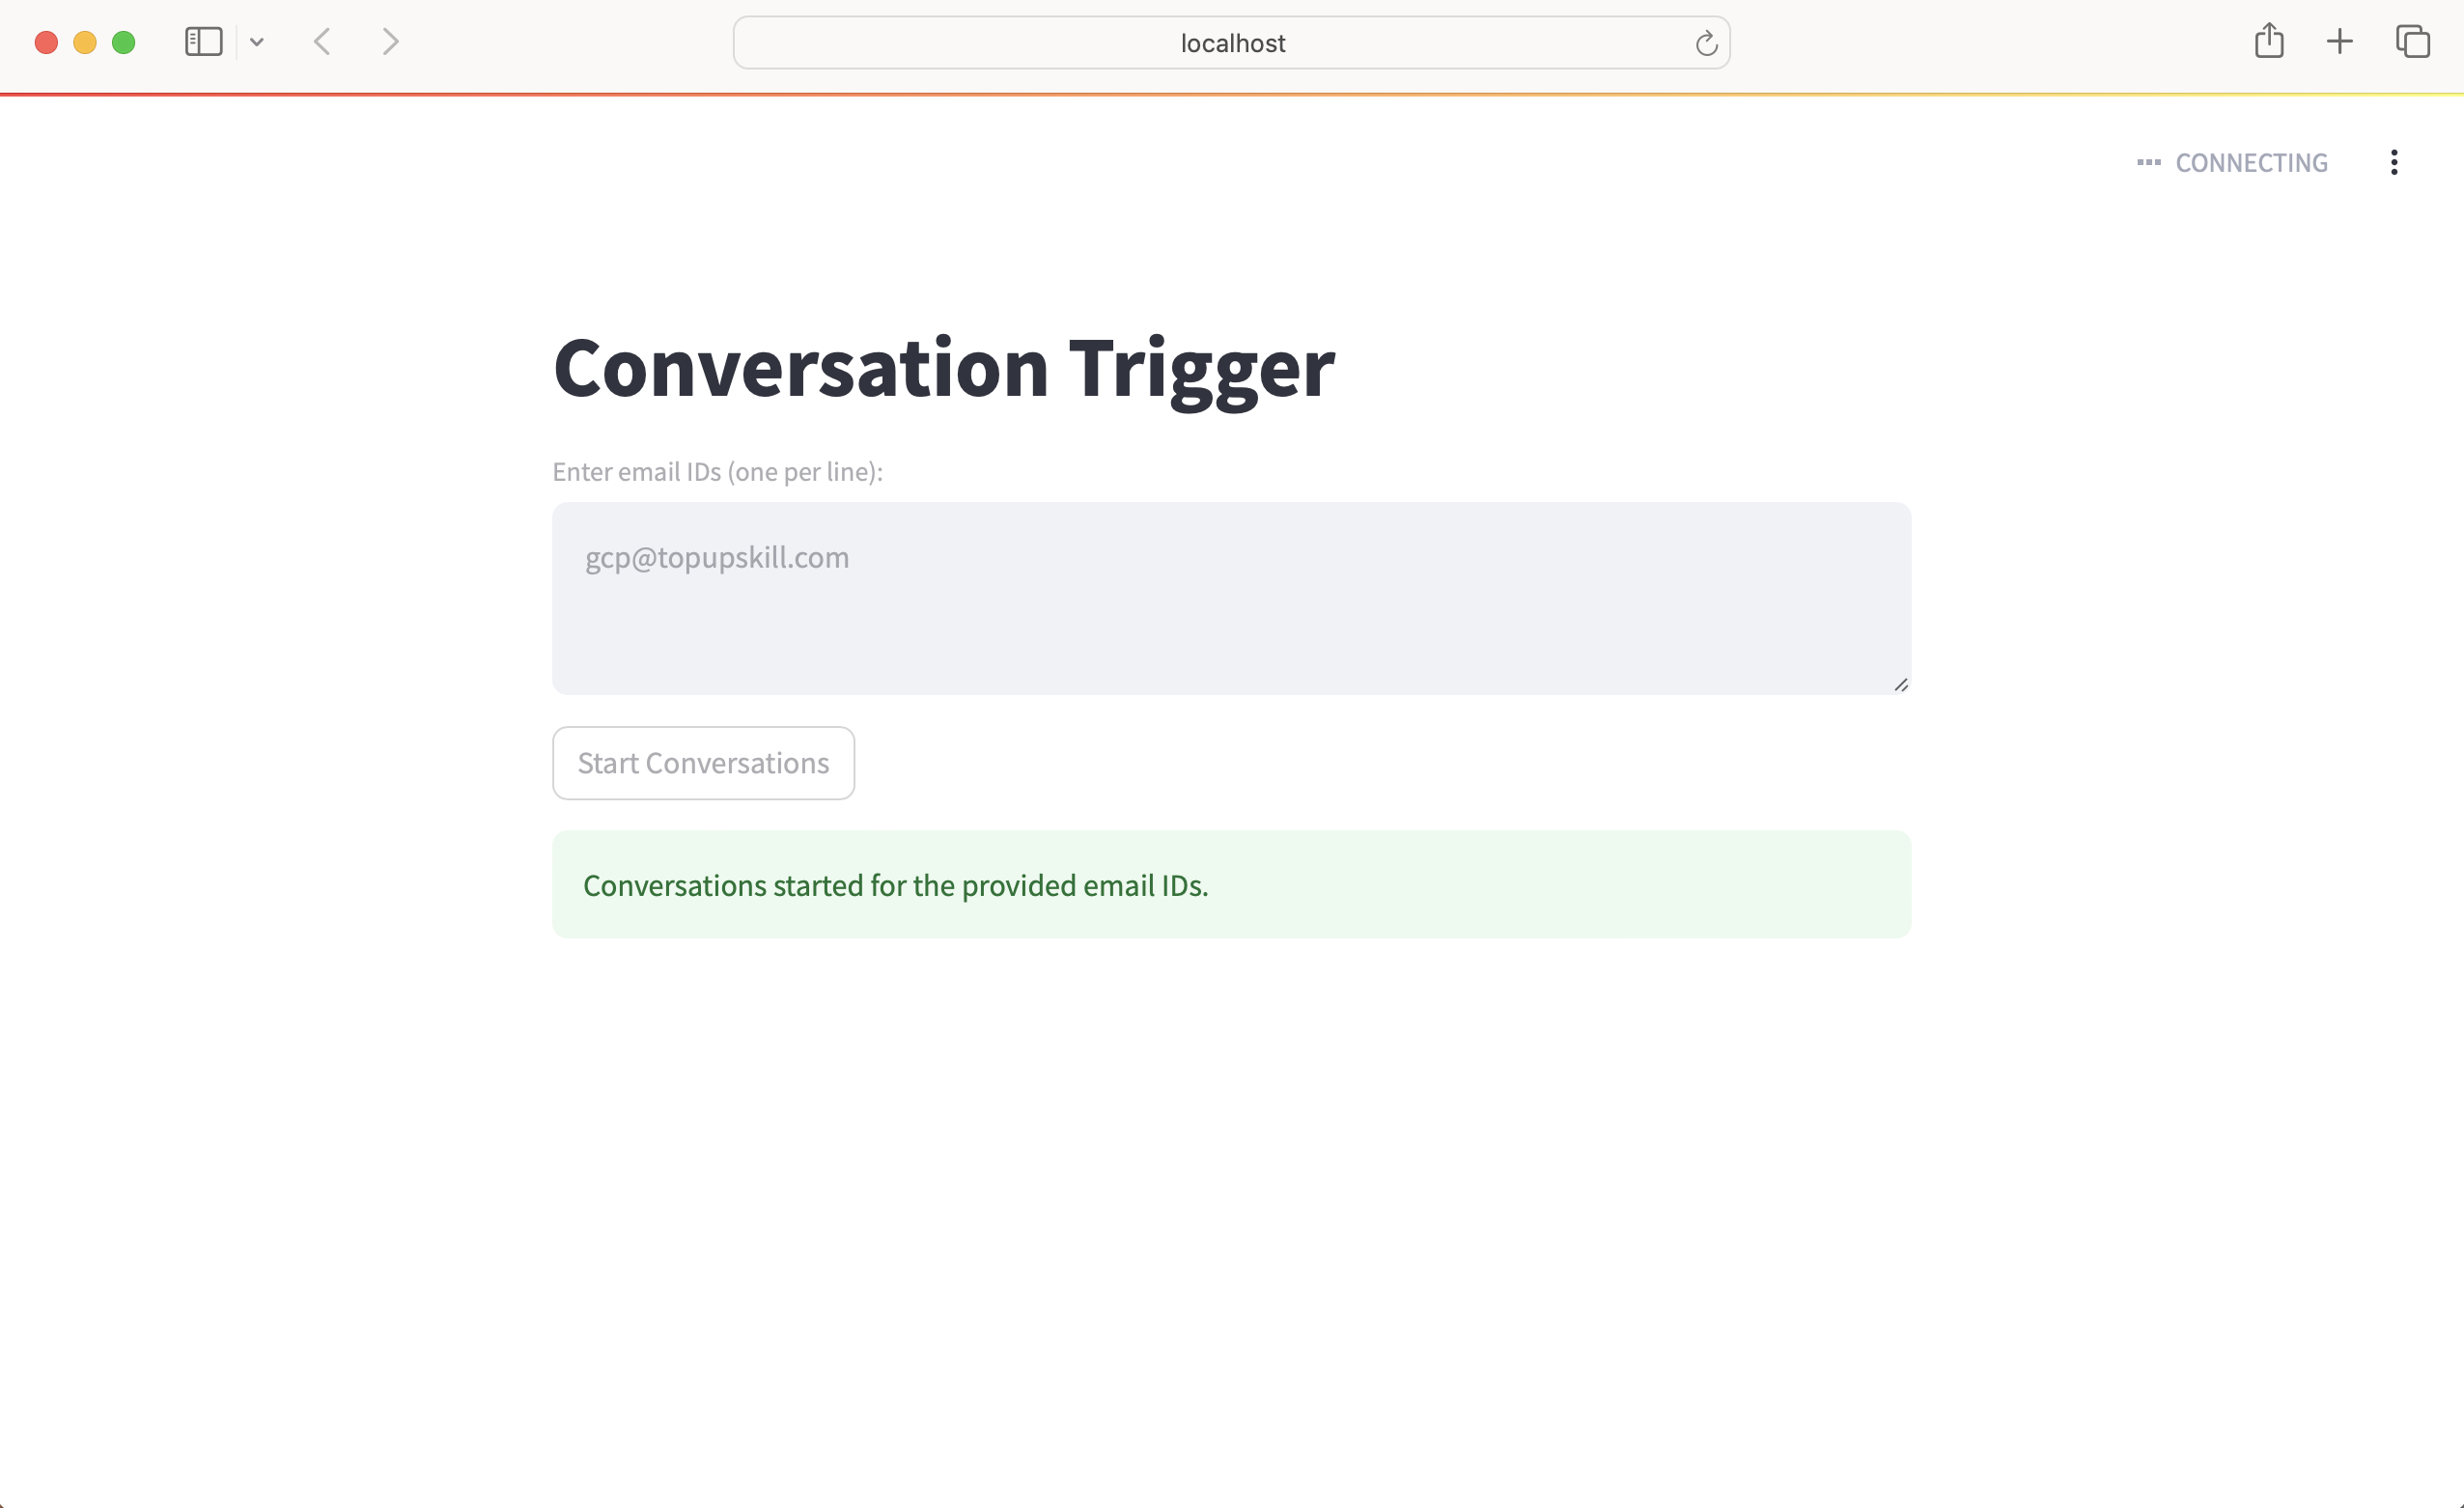 localhost
CONNECTING
Conversation Trigger
Enter email IDs (one per line):
gcp@topupskill.com
Start Conversations
Conversations started for the provided email IDs.